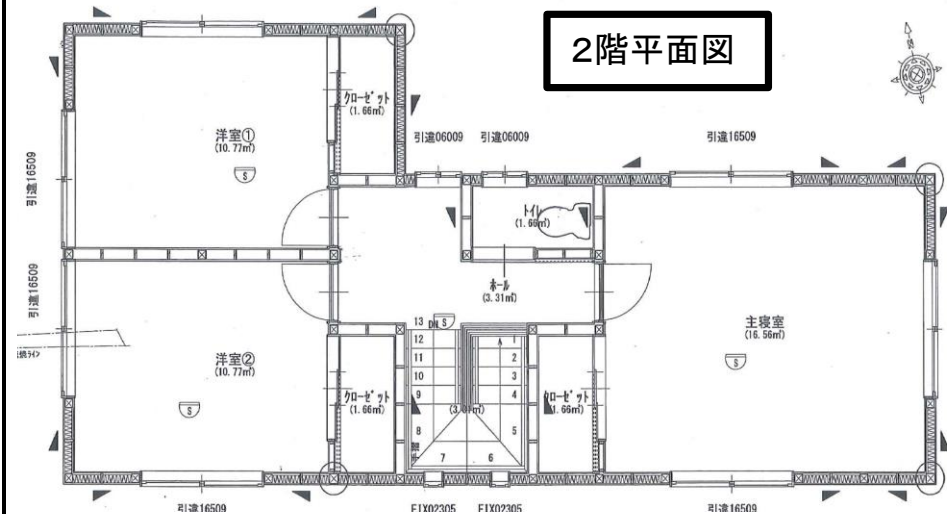 2階平面図
N
クローゼット
(1.66㎡)
洋室①
(10.77㎡)
S
引違06009
引違06009
引違16509
引違16509
トイレ
(1.66㎡)
ホール
(3.31㎡)
引違16509
13 DN S
12
11
10
9
8
7
6
5
4
3
2
1
主寝室
(16.56㎡)
S
洋室②
(10.77㎡)
S
クローゼット
(1.66㎡)
クローゼット
(1.66㎡)
引違16509
FIX02305
FIX02305
引違16509